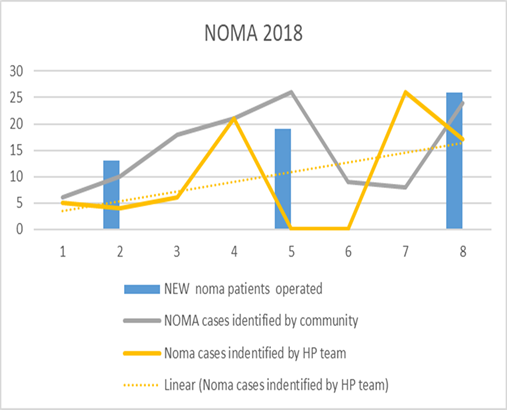 NOMA 2018
30
25
20
15
10
5
0
1 2 3 4 5 6 7 8
NEW noma patients operated
NOMA cases identified by community
Noma cases indentified by HP team
Linear (Noma cases indentified by HP team)